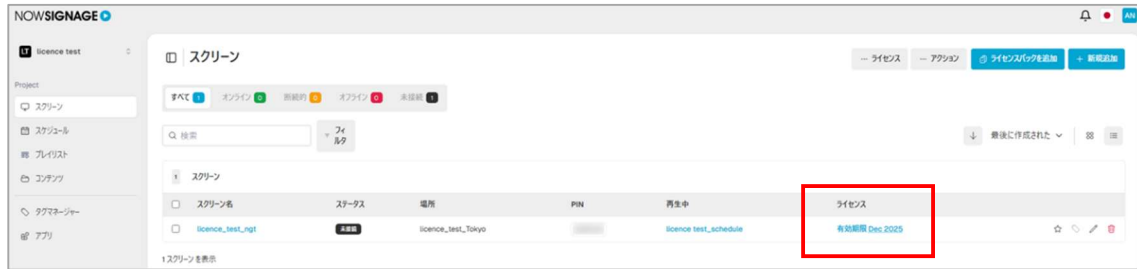 NOWSIGNAGE
AN
LT licence test
Project
スクリーン
スケジュール
プレイリスト
コンテンツ
タグマネージャー
アプリ
スクリーン
ライセンス
アクション
ライセンスパックを追加
+ 新規追加
すべて 1 オンライン 0 断続的 0 オフライン 0 未接続 1
検索
フィルタ
最後に作成された
1 スクリーン
スクリーン名 ステータス 場所 PIN 再生中 ライセンス
licence_test_ngt 未接続 licence_test_Tokyo licence test_schedule 有効期限 Dec 2025
1 スクリーン を表示